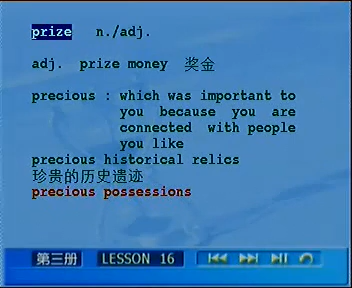 prize n./adj.
adj. prize money 奖金
precious : which was important to
you because you are
connected with people
you like
precious historical relics
珍贵的历史遗迹
precious possessions
第三册 LESSON 16